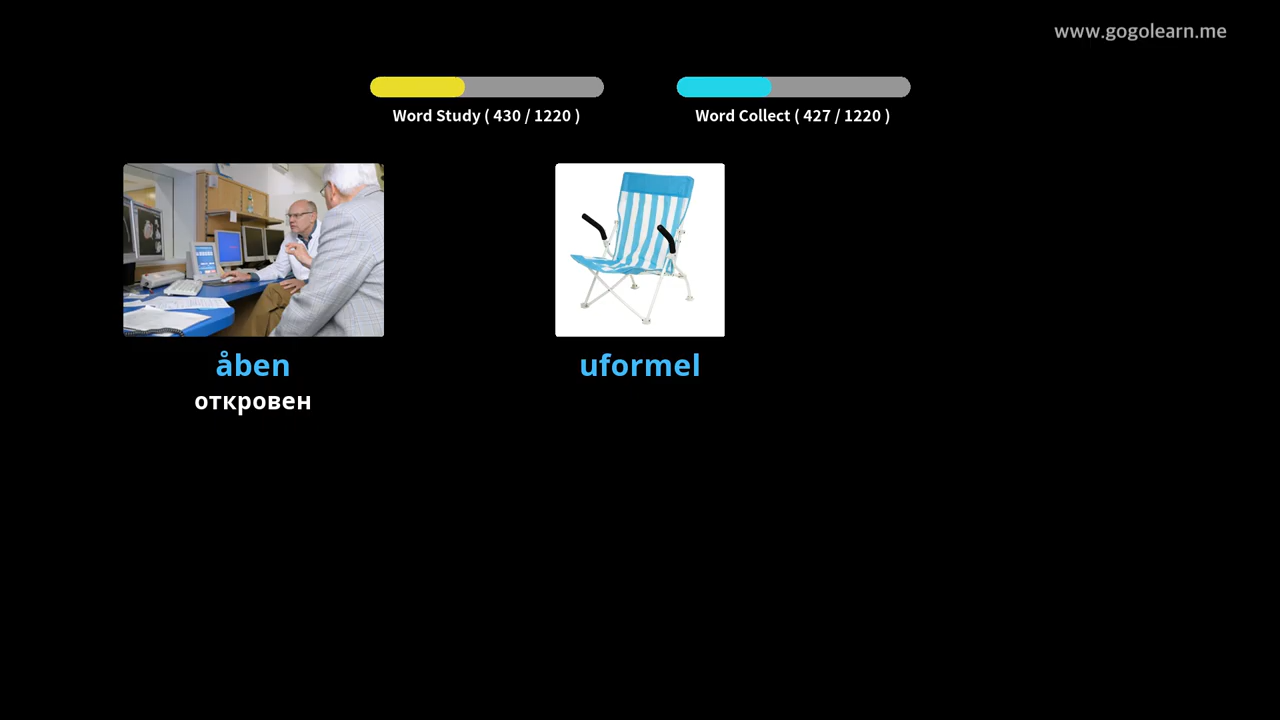 www.gogolearn.me
Word Study ( 430 / 1220 )
Word Collect ( 427 / 1220 )
åben
откровен
uformel